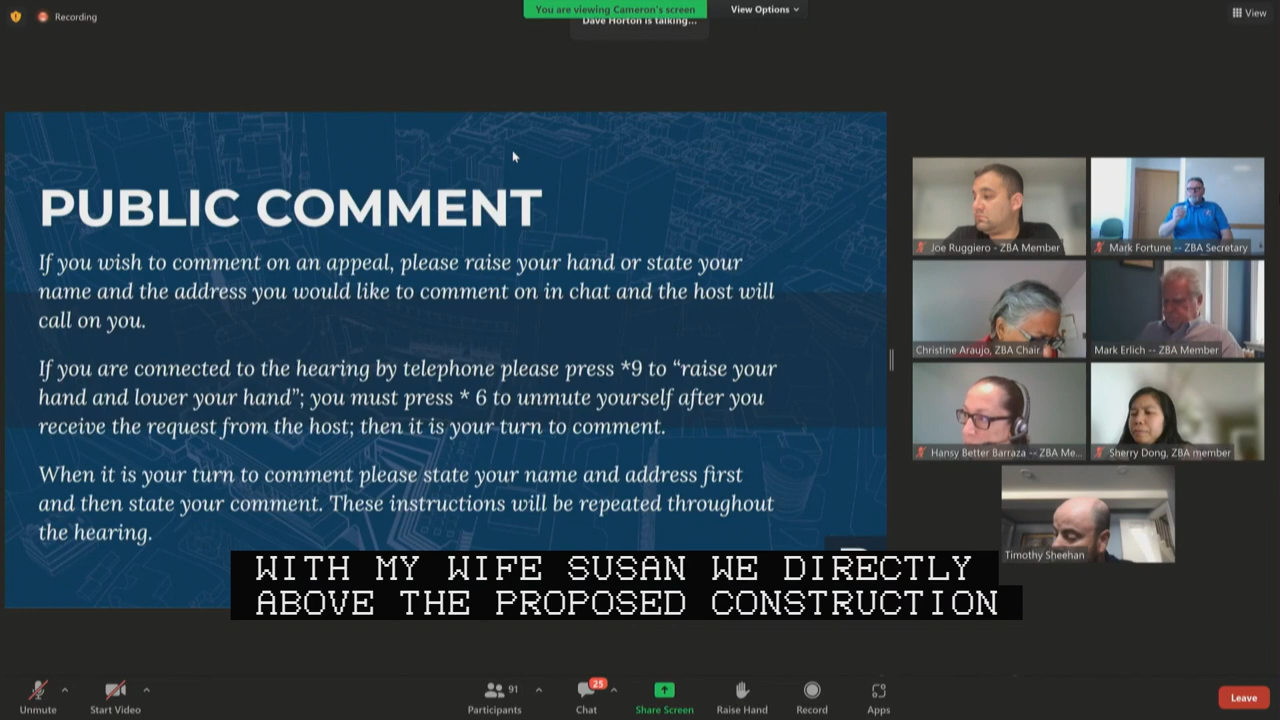 Recording
You are viewing Cameron's screen
View Options
Dave Horton is talking...
View
PUBLIC COMMENT
If you wish to comment on an appeal, please raise your hand or state your
name and the address you would like to comment on in chat and the host will
call on you.
If you are connected to the hearing by telephone please press *9 to “raise your
hand and lower your hand”; you must press * 6 to unmute yourself after you
receive the request from the host; then it is your turn to comment.
When it is your turn to comment please state your name and address first
and then state your comment. These instructions will be repeated throughout
the hearing.
Joe Ruggiero - ZBA Member
Mark Fortune -- ZBA Secretary
Christine Araujo, ZBA Chair
Mark Erlich -- ZBA Member
Hansy Better Barraza -- ZBA Me...
Sherry Dong, ZBA member
Timothy Sheehan
WITH MY WIFE SUSAN WE DIRECTLY
ABOVE THE PROPOSED CONSTRUCTION
Unmute
Start Video
Participants
91
Chat
25
Share Screen
Raise Hand
Record
Apps
Leave